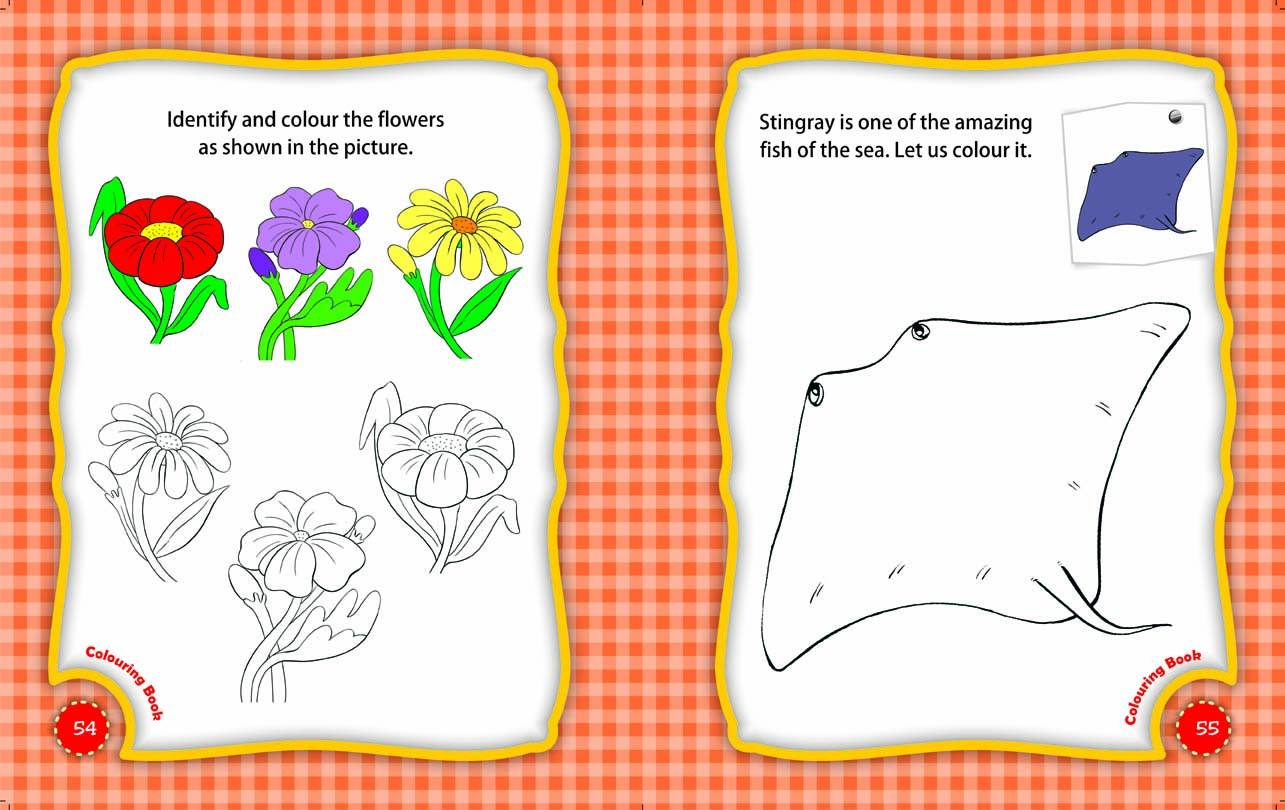 Identify and colour the flowers
as shown in the picture.
Colouring Book
54
Stingray is one of the amazing
fish of the sea. Let us colour it.
Colouring Book
55